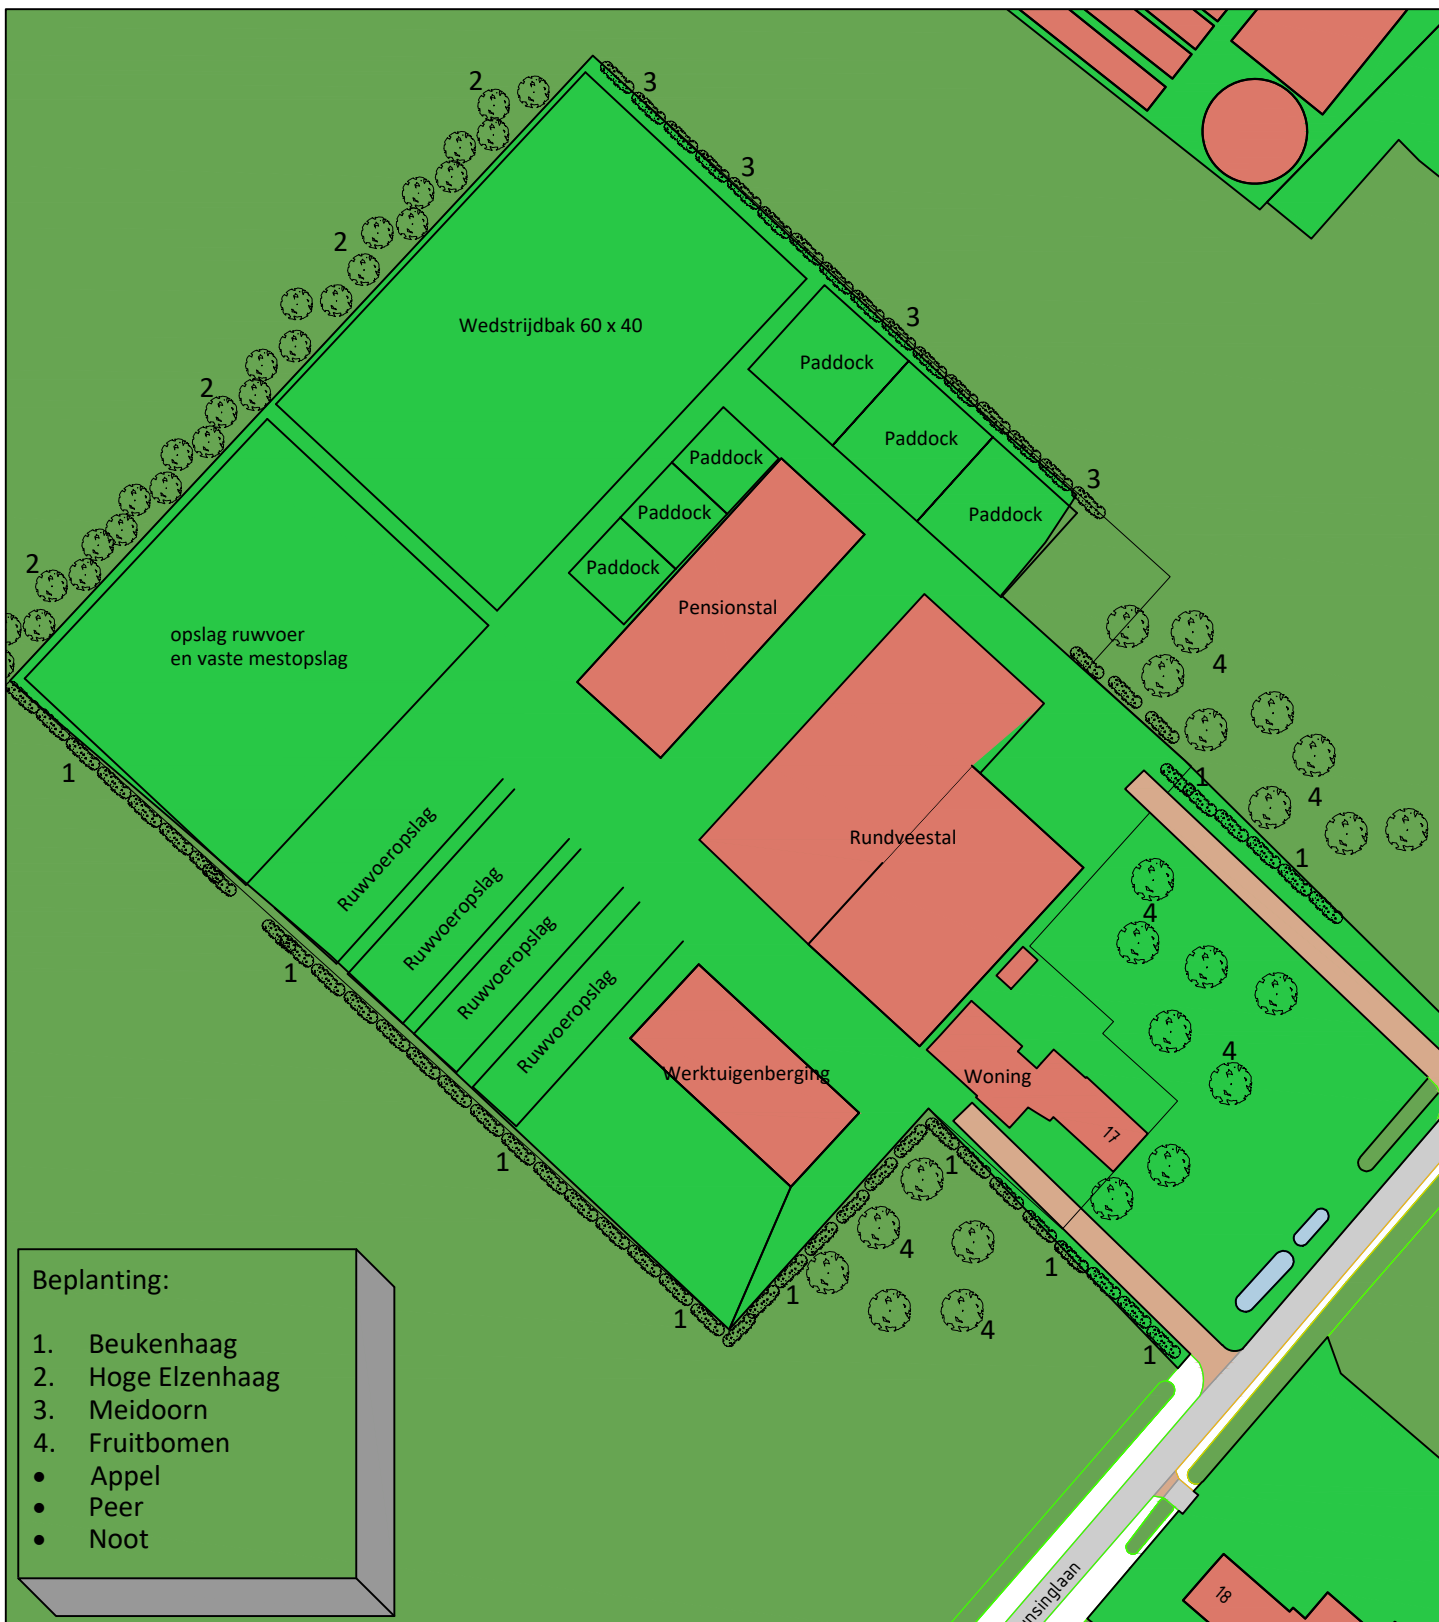 2
3
3
2
Wedstrijdbak 60 x 40
3
Paddock
2
Paddock
Paddock
3
Paddock
Paddock
2
Paddock
Pensionstal
opslag ruwvoer
en vaste mestopslag
4
1
1
4
Ruwvoeropslag
Rundveestal
1
Ruwvoeropslag
4
Ruwvoeropslag
1
Ruwvoeropslag
4
Werktuigenberging
Woning
17
1
1
4
1
1
1
4
1
Beplanting:
1. Beukenhaag
2. Hoge Elzenhaag
3. Meidoorn
4. Fruitbomen
• Appel
• Peer
• Noot
nsinglaan
18